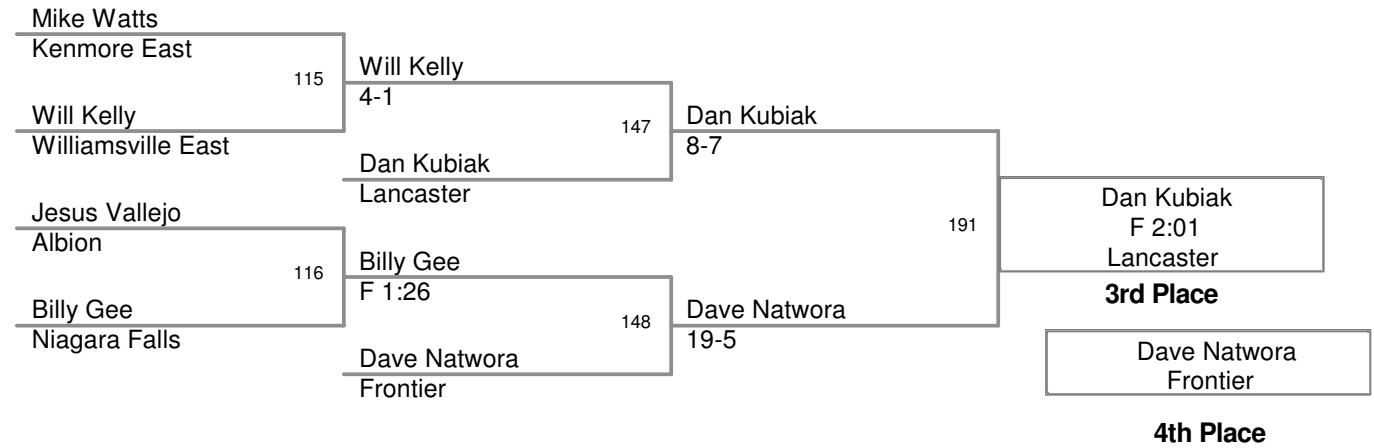 Mike Watts
Kenmore East
115
Will Kelly
4-1
Will Kelly
Williamsville East
147
Dan Kubiak
8-7
Dan Kubiak
Lancaster
Jesus Vallejo
Albion
191
Dan Kubiak
F 2:01
Lancaster
3rd Place
116
Billy Gee
F 1:26
Billy Gee
Niagara Falls
148
Dave Natwora
19-5
Dave Natwora
Frontier
Dave Natwora
Frontier
4th Place